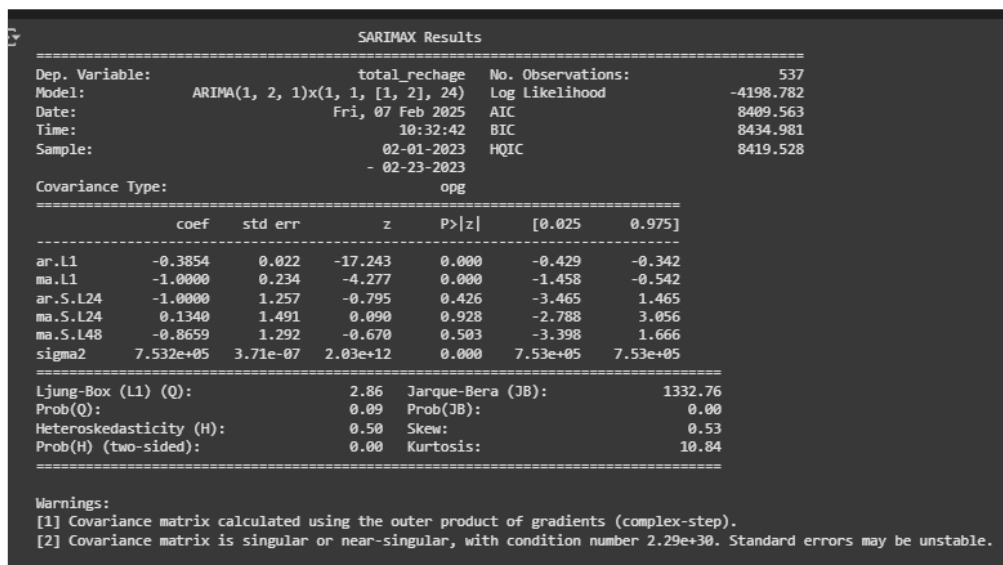 SARIMAX Results
==============================================================================================
Dep. Variable: total_rechage No. Observations: 537
Model: ARIMA(1, 2, 1)x(1, 1, [1, 2], 24) Log Likelihood -4198.782
Date: Fri, 07 Feb 2025 AIC 8409.563
Time: 10:32:42 BIC 8434.981
Sample: 02-01-2023 HQIC 8419.528
- 02-23-2023
Covariance Type: opg
==============================================================================
coef std err z P>|z| [0.025 0.975]
------------------------------------------------------------------------------
ar.L1 -0.3854 0.022 -17.243 0.000 -0.429 -0.342
ma.L1 -1.0000 0.234 -4.277 0.000 -1.458 -0.542
ar.S.L24 -1.0000 1.257 -0.795 0.426 -3.465 1.465
ma.S.L24 0.1340 1.491 0.090 0.928 -2.788 3.056
ma.S.L48 -0.8659 1.292 -0.670 0.503 -3.398 1.666
sigma2 7.532e+05 3.71e-07 2.03e+12 0.000 7.53e+05 7.53e+05
===================================================================================
Ljung-Box (L1) (Q): 2.86 Jarque-Bera (JB): 1332.76
Prob(Q): 0.09 Prob(JB): 0.00
Heteroskedasticity (H): 0.50 Skew: 0.53
Prob(H) (two-sided): 0.00 Kurtosis: 10.84
===================================================================================
Warnings:
[1] Covariance matrix calculated using the outer product of gradients (complex-step).
[2] Covariance matrix is singular or near-singular, with condition number 2.29e+30. Standard errors may be unstable.